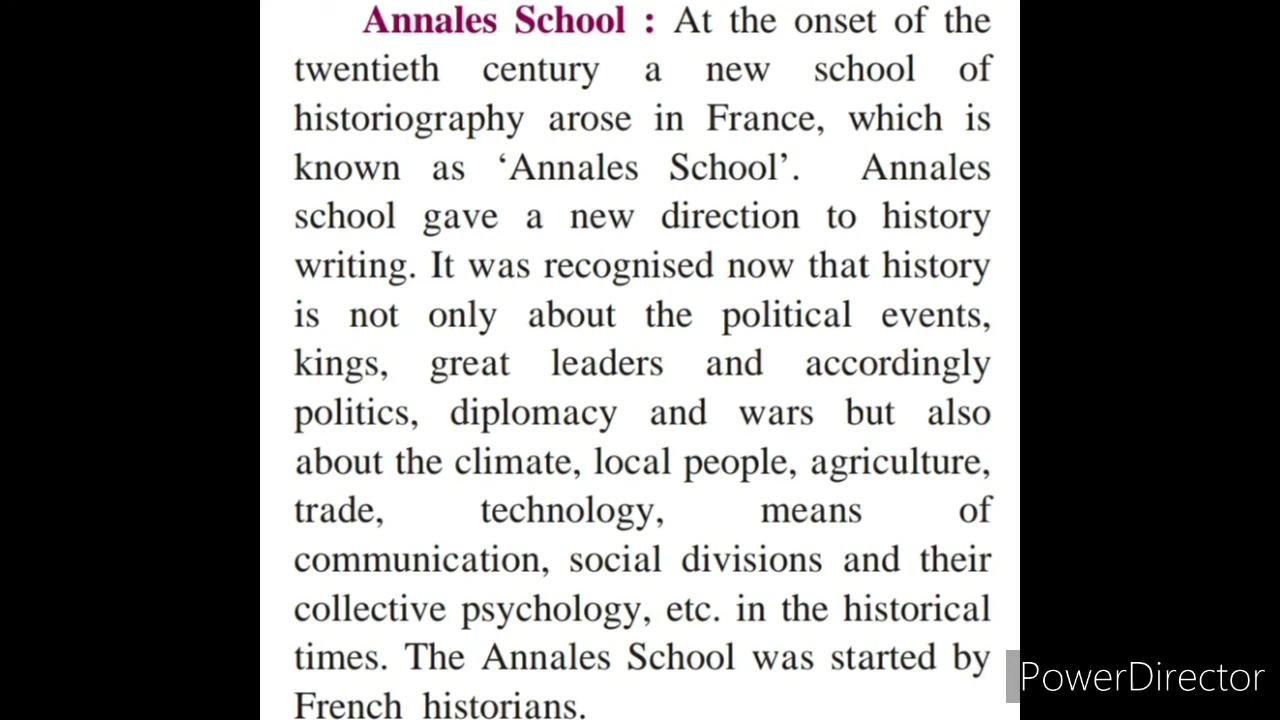 Annales School : At the onset of the
twentieth century a new school of
historiography arose in France, which is
known as ‘Annales School’. Annales
school gave a new direction to history
writing. It was recognised now that history
is not only about the political events,
kings, great leaders and accordingly
politics, diplomacy and wars but also
about the climate, local people, agriculture,
trade, technology, means of
communication, social divisions and their
collective psychology, etc. in the historical
times. The Annales School was started by
French historians.
PowerDirector